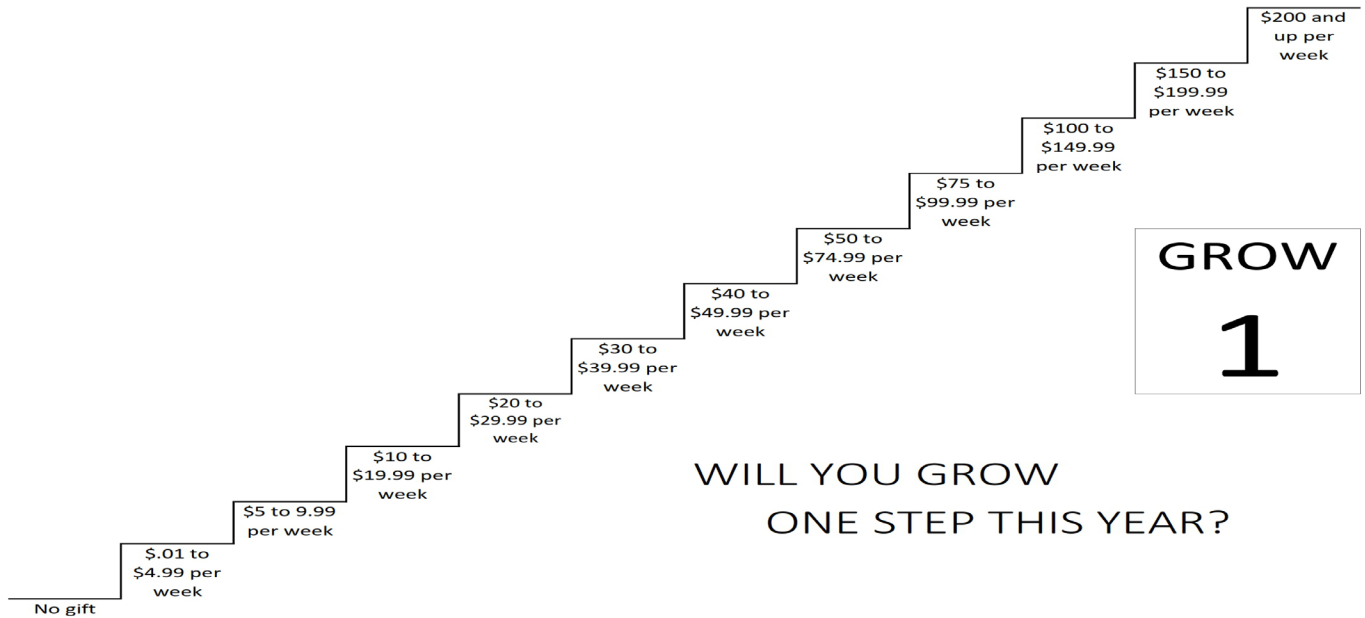 $200 and
up per
week
$150 to
$199.99
per week
$100 to
$149.99
per week
$75 to
$99.99 per
week
$50 to
$74.99 per
week
$40 to
$49.99 per
week
$30 to
$39.99 per
week
$20 to
$29.99 per
week
$10 to
$19.99 per
week
$5 to 9.99
per week
$.01 to
$4.99 per
week
No gift
GROW
1
WILL YOU GROW
ONE STEP THIS YEAR?